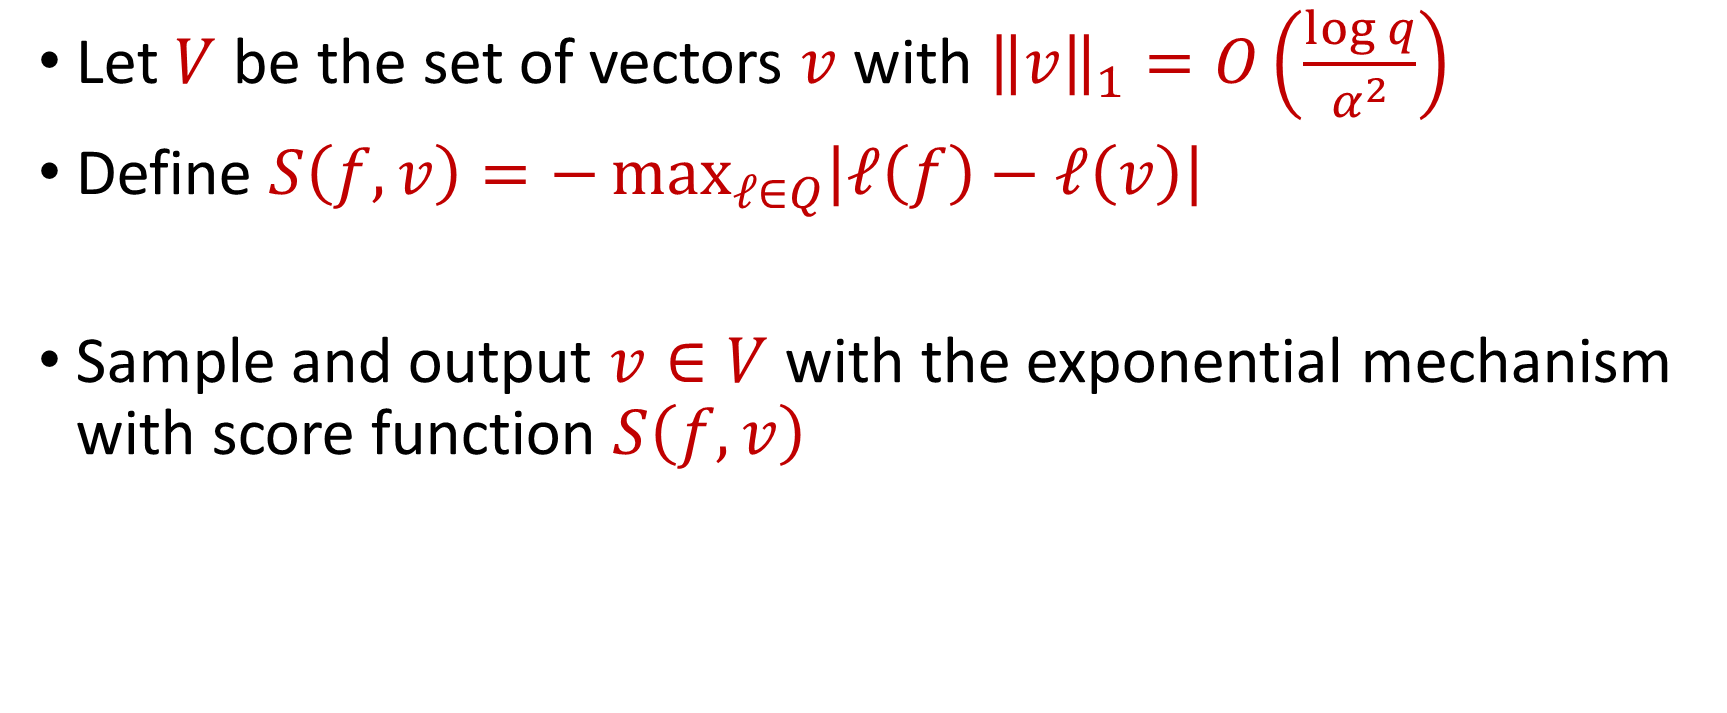 • Let V be the set of vectors v with ‖v‖₁ = O(log q / α²)
• Define S(f, v) = − max_{ℓ∈Q}|ℓ(f) − ℓ(v)|
• Sample and output v ∈ V with the exponential mechanism
with score function S(f, v)